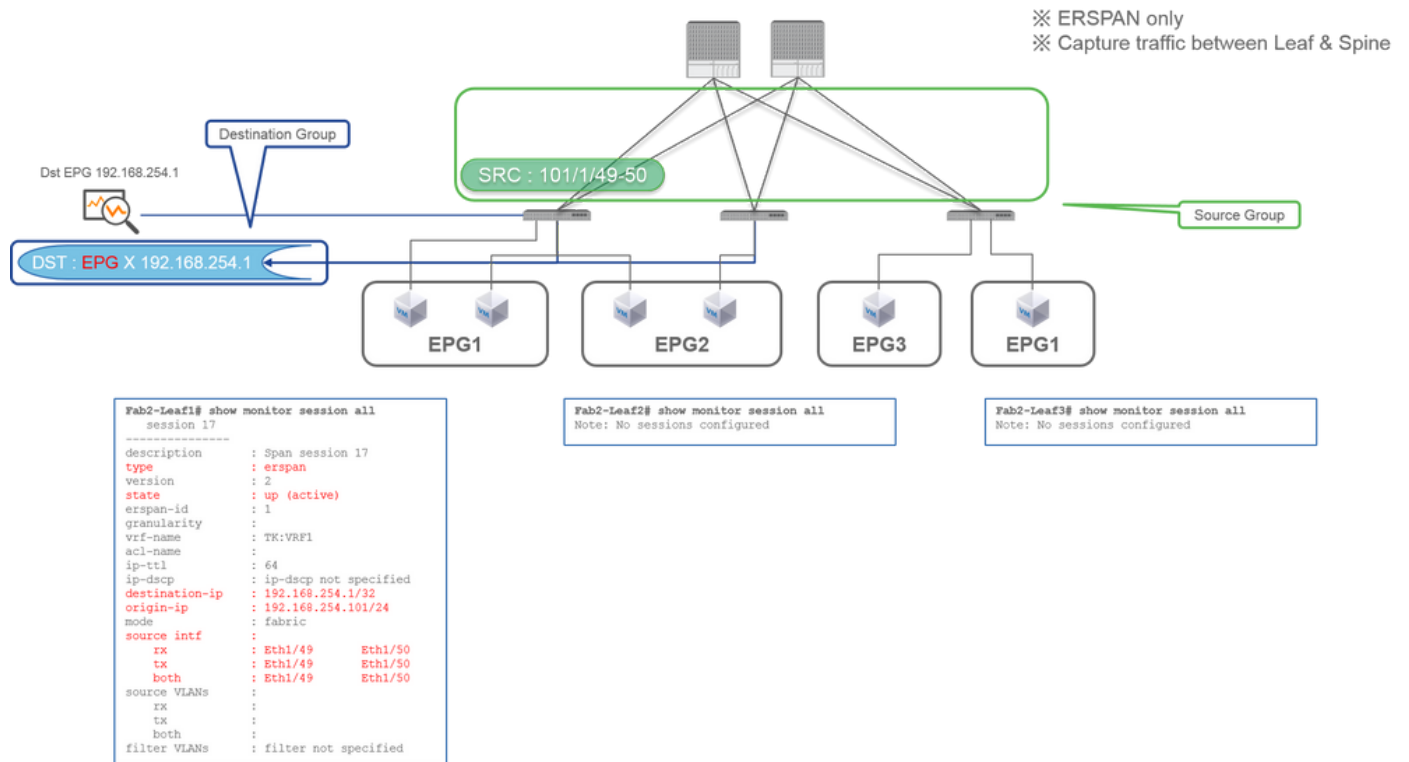 ※ ERSPAN only
※ Capture traffic between Leaf & Spine
Destination Group
Dst EPG 192.168.254.1
SRC : 101/1/49-50
Source Group
DST : EPG X 192.168.254.1
VM
VM
VM
VM
VM
VM
EPG1
EPG2
EPG3
EPG1
Fab2-Leaf1# show monitor session all
session 17
---------------
description : Span session 17
type : erspan
version : 2
state : up (active)
erspan-id : 1
granularity :
vrf-name : TK:VRF1
acl-name :
ip-ttl : 64
ip-dscp : ip-dscp not specified
destination-ip : 192.168.254.1/32
origin-ip : 192.168.254.101/24
mode : fabric
source intf :
rx : Eth1/49 Eth1/50
tx : Eth1/49 Eth1/50
both : Eth1/49 Eth1/50
source VLANs :
rx :
tx :
both :
filter VLANs : filter not specified
Fab2-Leaf2# show monitor session all
Note: No sessions configured
Fab2-Leaf3# show monitor session all
Note: No sessions configured